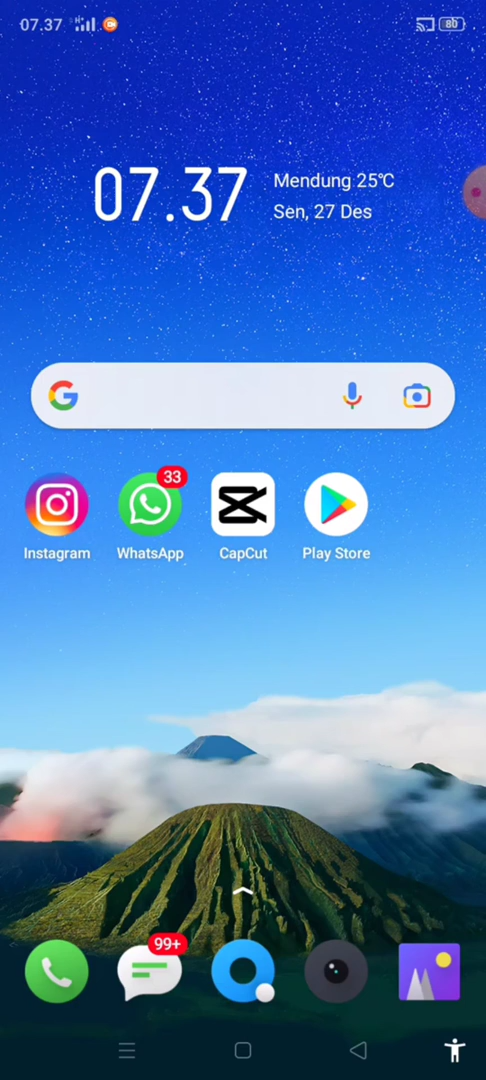 07.37
80
07.37
Mendung 25℃
Sen, 27 Des
33
Instagram
WhatsApp
CapCut
Play Store
99+